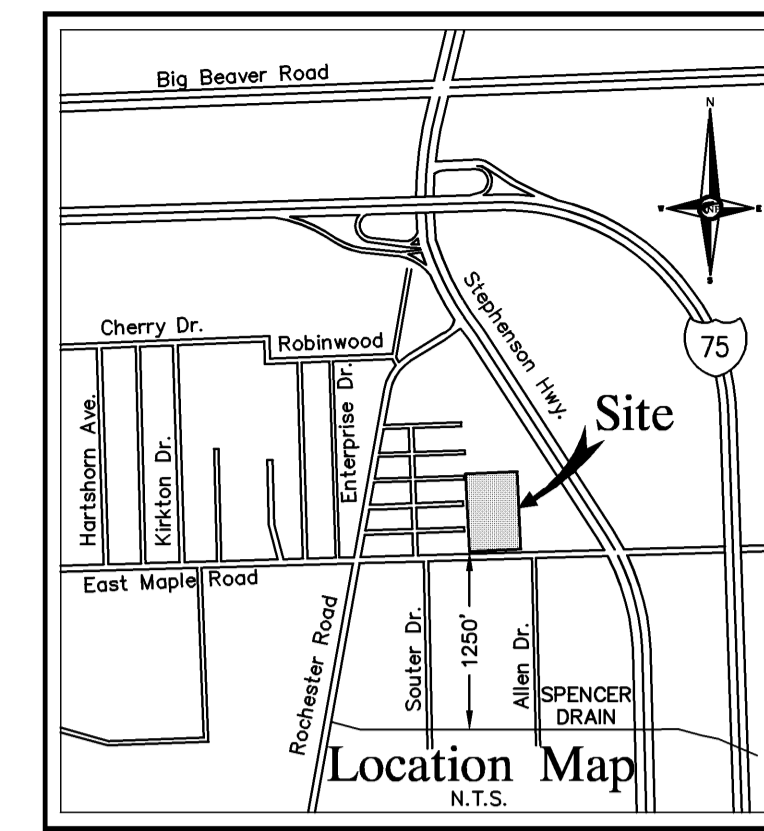 Big Beaver Road
N
W
E
S
Stephenson Hwy.
75
Cherry Dr.
Robinwood
Hartshorn Ave.
Kirkton Dr.
Enterprise Dr.
Site
East Maple Road
Rochester Road
Souter Dr.
1250'
Allen Dr.
SPENCER
DRAIN
Location Map
N.T.S.